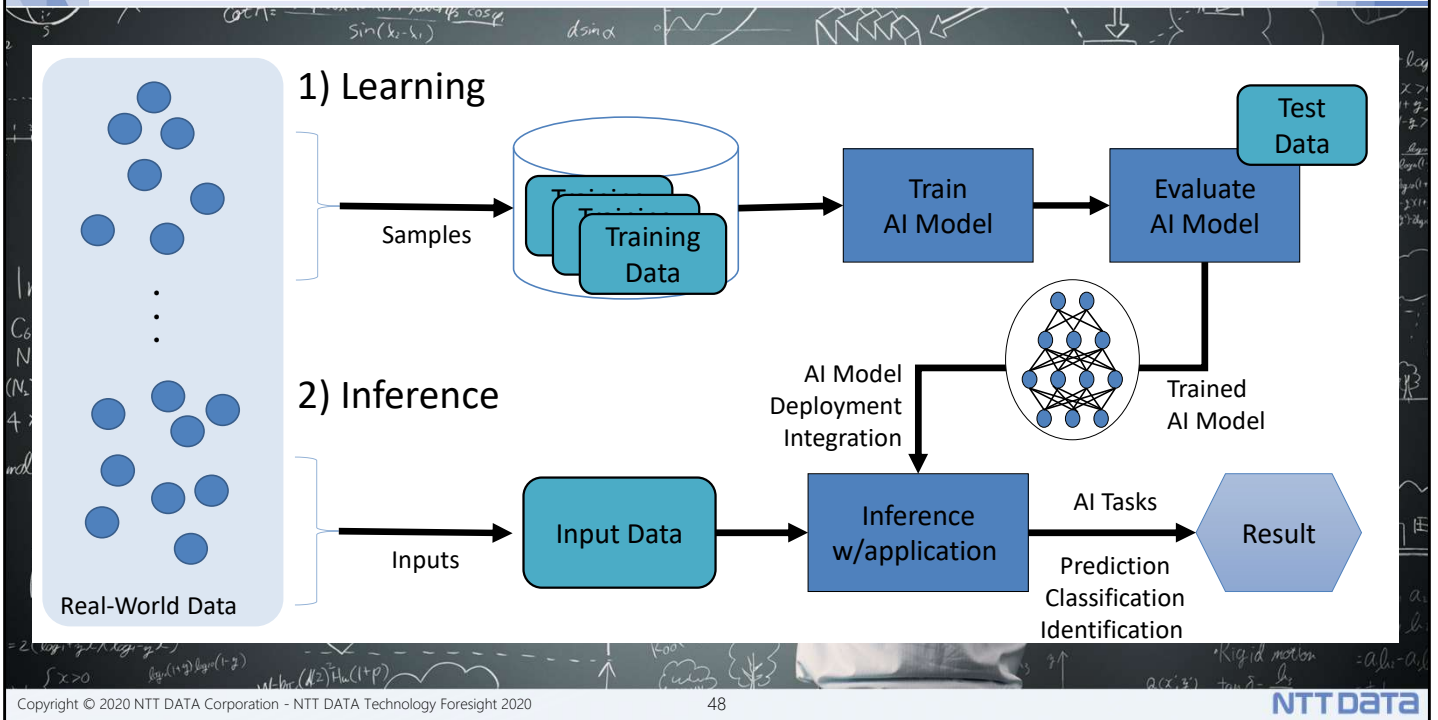 1) Learning
Test
Data
Train
AI Model
Evaluate
AI Model
Samples
Training
Training
Training
Data
AI Model
Deployment
Integration
Trained
AI Model
2) Inference
Input Data
Inference
w/application
AI Tasks
Result
Inputs
Prediction
Classification
Identification
Real-World Data
Copyright © 2020 NTT DATA Corporation - NTT DATA Technology Foresight 2020
48
NTT DATA